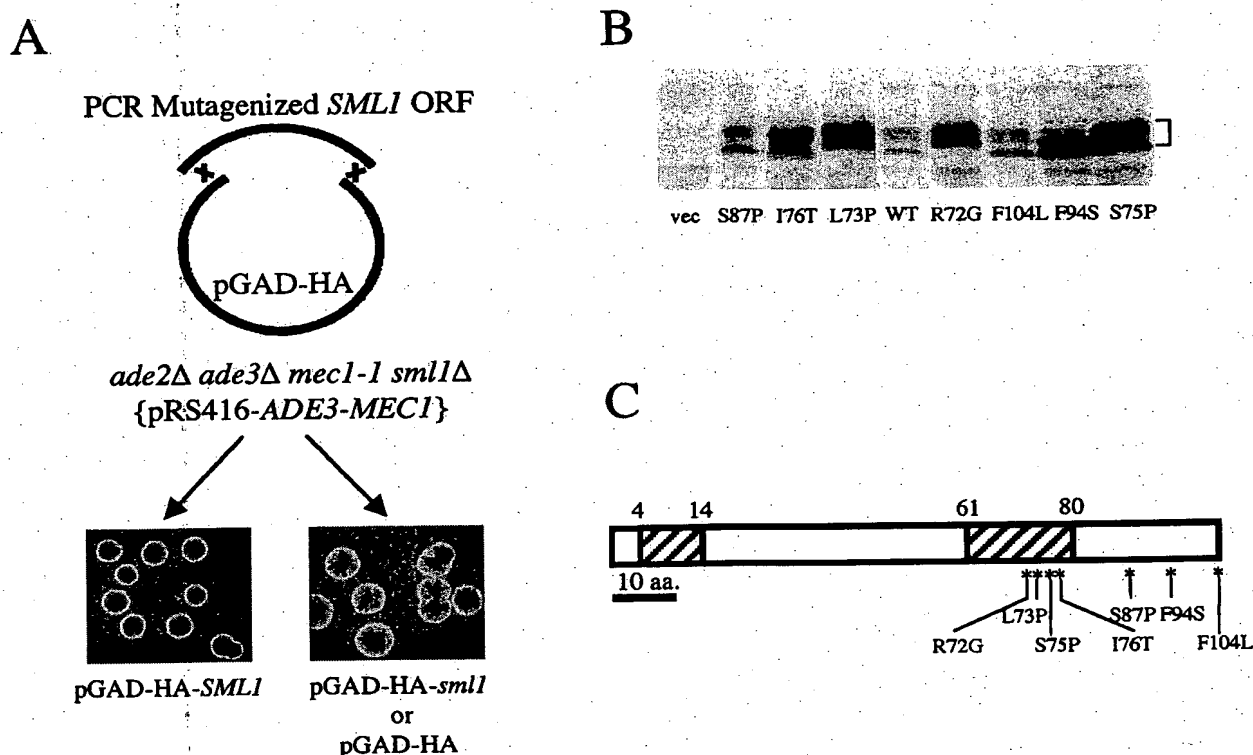 A
PCR Mutagenized SML1 ORF
pGAD-HA
ade2Δ ade3Δ mec1-1 sml1Δ
{pRS416-ADE3-MEC1}
pGAD-HA-SML1
pGAD-HA-sml1
or
pGAD-HA
B
vec S87P I76T L73P WT R72G F104L F94S S75P
C
4 14 61 80
10 aa.
* * * * * * *
L73P S87P F94S
R72G S75P I76T F104L